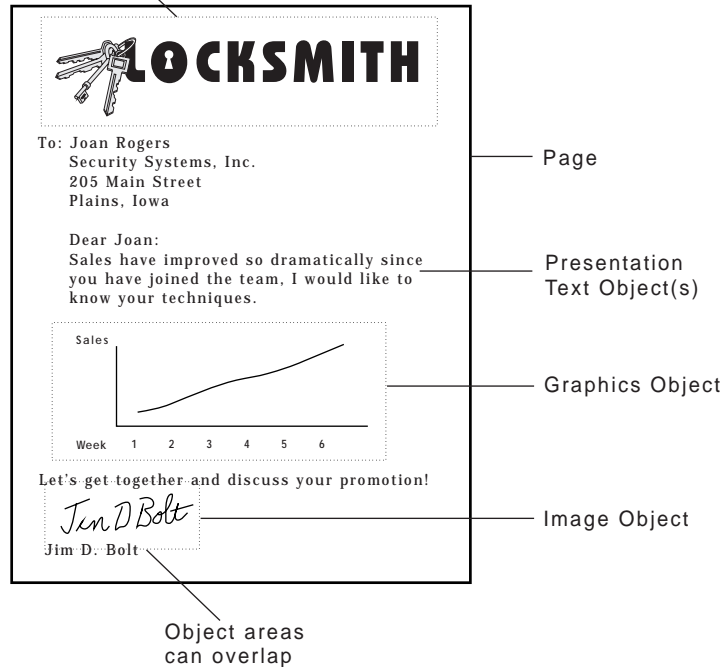 LOCKSMITH
To: Joan Rogers
Security Systems, Inc.
205 Main Street
Plains, Iowa
Dear Joan:
Sales have improved so dramatically since
you have joined the team, I would like to
know your techniques.
Sales
Week 1 2 3 4 5 6
Let's get together and discuss your promotion!
Jim D Bolt
Jim D. Bolt
Page
Presentation
Text Object(s)
Graphics Object
Image Object
Object areas
can overlap